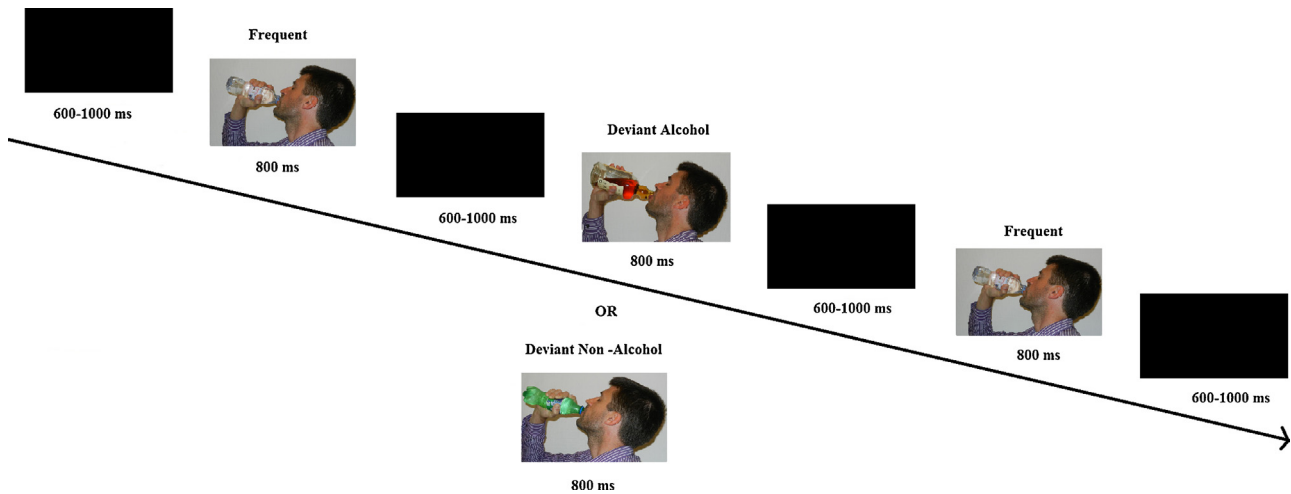 Frequent
600-1000 ms
800 ms
Deviant Alcohol
600-1000 ms
800 ms
Frequent
600-1000 ms
800 ms
600-1000 ms
OR
Deviant Non -Alcohol
800 ms